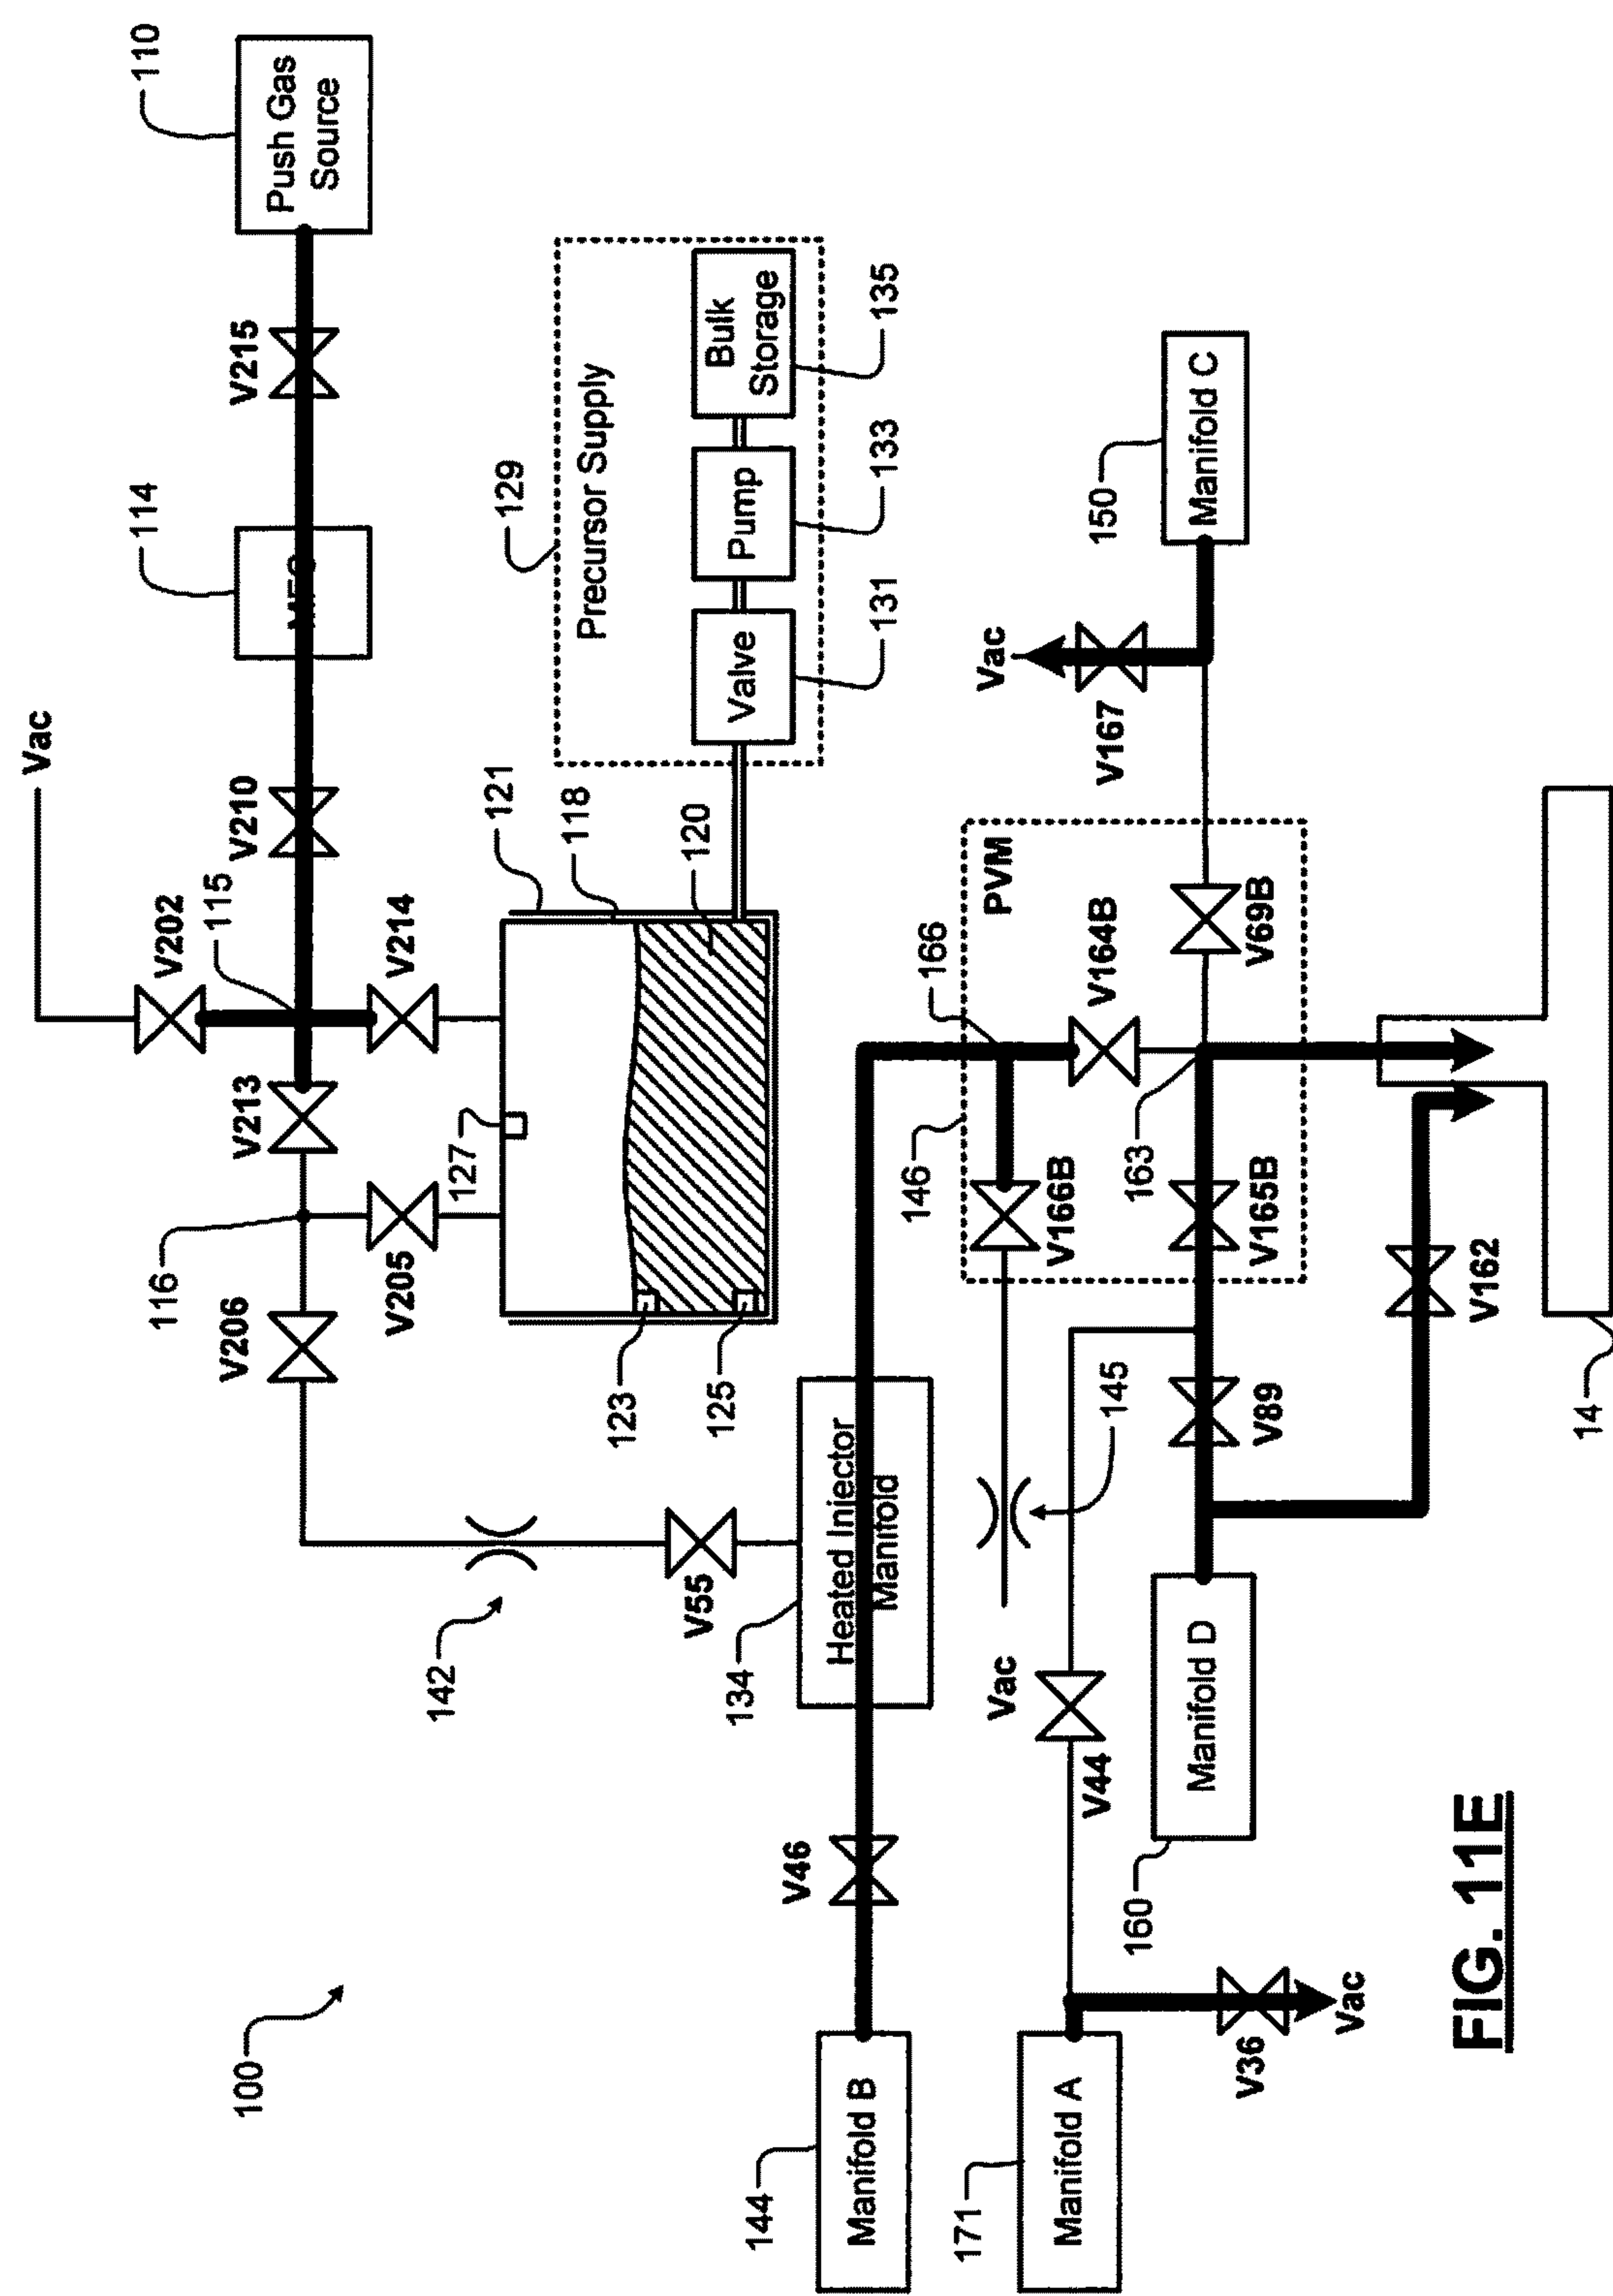 Vac
114
110
116
V202
115
100
V206
V213
V210
V215
Push Gas
Source
V205
V214
142
127
121
129
118
Precursor Supply
123
120
V55
125
Valve
Pump
Bulk
Storage
134
144
V46
Heated Injector
Manifold
131
133
135
Manifold B
146
166
171
Vac
PVM
Vac
Manifold A
V44
145
V166B
V164B
V167
150
160
163
Manifold D
Manifold C
V36
V89
V165B
V69B
Vac
V162
FIG. 11E
14